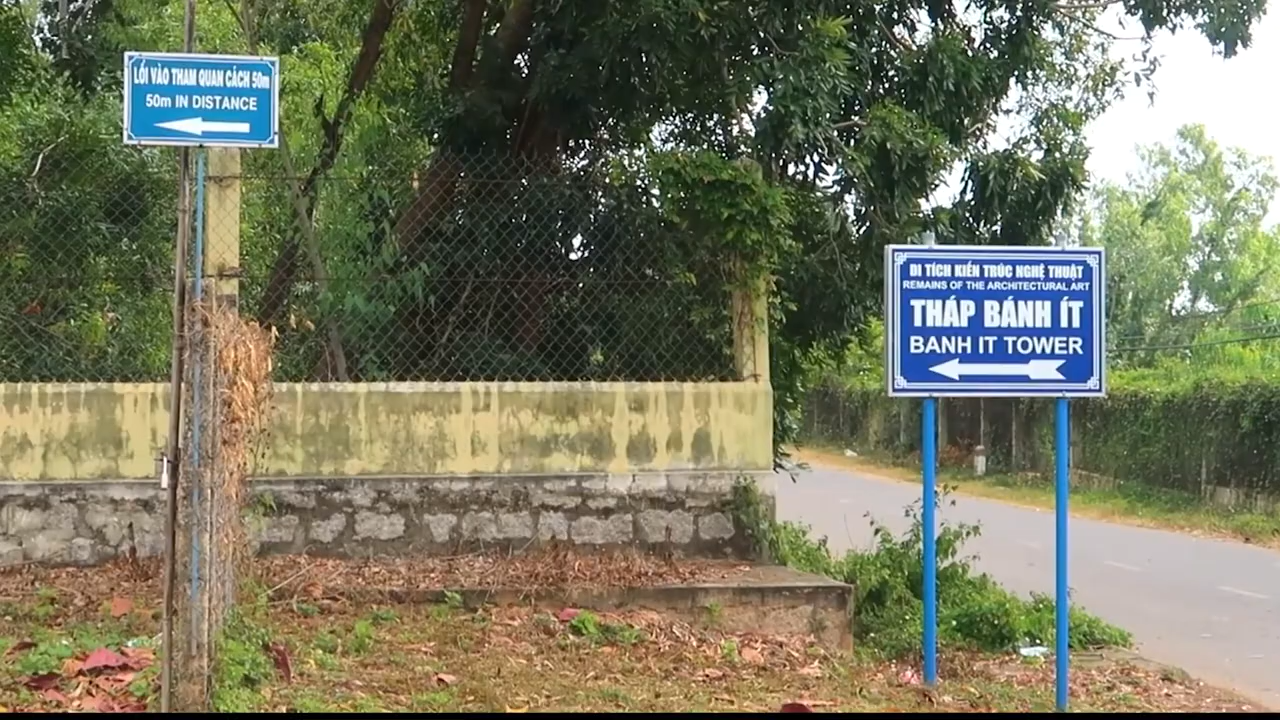 LỐI VÀO THAM QUAN CÁCH 50m
50m IN DISTANCE
DI TÍCH KIẾN TRÚC NGHỆ THUẬT
REMAINS OF THE ARCHITECTURAL ART
THÁP BÁNH ÍT
BANH IT TOWER